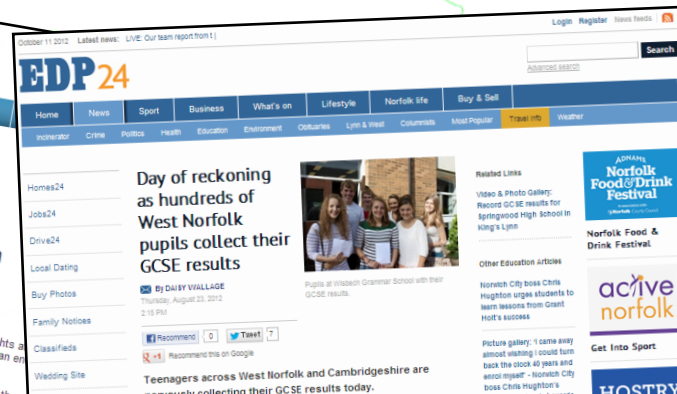 October 11 2012 Latest news: LIVE: Our team report from t |
Login Register News feeds
EDP24
Search
Advanced search
Home News Sport Business What's on Lifestyle Norfolk life Buy & Sell
Incinerator Crime Politics Health Education Environment Obituaries Lynn & West Columnists Most Popular Travel info Weather
Homes24
Jobs24
Drive24
Local Dating
Buy Photos
Family Notices
Classifieds
Wedding Site
Day of reckoning
as hundreds of
West Norfolk
pupils collect their
GCSE results
By DAISY WALLAGE
Thursday, August 23, 2012
2:15 PM
Recommend 0 Tweet 7
+1 Recommend this on Google
Teenagers across West Norfolk and Cambridgeshire are
nervously collecting their GCSE results today.
Pupils at Wisbech Grammar School with their
GCSE results.
Related Links
Video & Photo Gallery:
Record GCSE results for
Springwood High School in
King's Lynn
Other Education Articles
Norwich City boss Chris
Hughton urges students to
learn lessons from Grant
Holt's success
Picture gallery: 'I came away
almost wishing I could turn
back the clock 40 years and
enrol myself' - Norwich City
boss Chris Hughton's
ADNAMS
Norfolk
Food&Drink
Festival
Norfolk Food &
Drink Festival
active
norfolk
Get Into Sport
HOSTRY